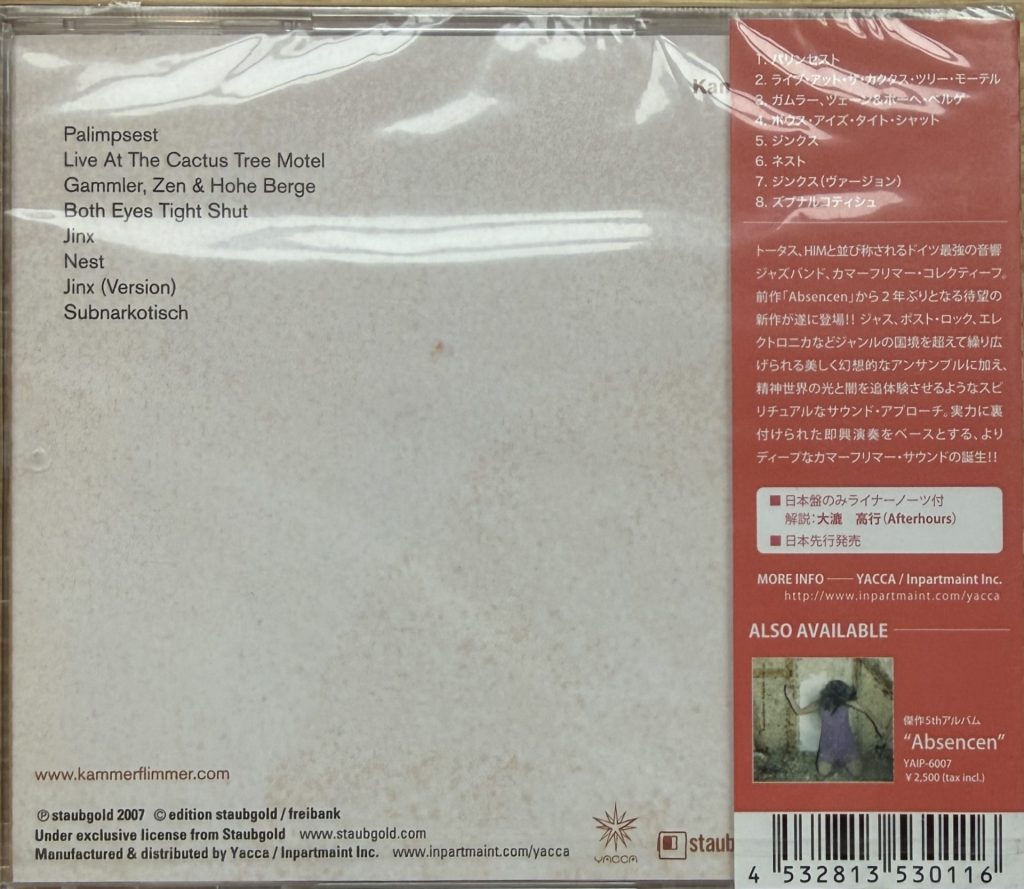 Palimpsest
Live At The Cactus Tree Motel
Gammler, Zen & Hohe Berge
Both Eyes Tight Shut
Jinx
Nest
Jinx (Version)
Subnarkotisch
www.kammerflimmer.com
℗ staubgold 2007 © edition staubgold / freibank
Under exclusive license from Staubgold www.staubgold.com
Manufactured & distributed by Yacca / Inpartmaint Inc. www.inpartmaint.com/yacca
YACCA
staub
Kan
1. パリンセスト
2. ライブ・アット・ザ・カクタス・ツリー・モーテル
3. ガムラー、ツェーン&ホーヘ・ベルゲ
4. ボウス・アイズ・タイト・シャット
5. ジンクス
6. ネスト
7. ジンクス(ヴァージョン)
8. ズブナルコティシュ
トータス、HIMと並び称されるドイツ最強の音響
ジャズバンド、カマーフリマー・コレクティーフ。
前作「Absencen」から2年ぶりとなる待望の
新作が遂に登場!! ジャス、ポスト・ロック、エレ
クトロニカなどジャンルの国境を超えて繰り広
げられる美しく幻想的なアンサンブルに加え、
精神世界の光と闇を追体験させるようなスピ
リチュアルなサウンド・アプローチ。実力に裏
付けられた即興演奏をベースとする、より
ディープなカマーフリマー・サウンドの誕生!!
■ 日本盤のみライナーノーツ付
解説:大漉 高行(Afterhours)
■ 日本先行発売
MORE INFO —— YACCA / Inpartmaint Inc.
http://www.inpartmaint.com/yacca
ALSO AVAILABLE
傑作5thアルバム
“Absencen”
YAIP-6007
¥2,500 (tax incl.)
4 532813 530116